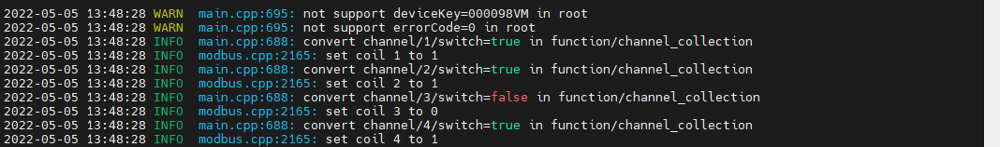 2022-05-05 13:48:28 WARN  main.cpp:695: not support deviceKey=000098VM in root
2022-05-05 13:48:28 WARN  main.cpp:695: not support errorCode=0 in root
2022-05-05 13:48:28 INFO  main.cpp:688: convert channel/1/switch=true in function/channel_collection
2022-05-05 13:48:28 INFO  modbus.cpp:2165: set coil 1 to 1
2022-05-05 13:48:28 INFO  main.cpp:688: convert channel/2/switch=true in function/channel_collection
2022-05-05 13:48:28 INFO  modbus.cpp:2165: set coil 2 to 1
2022-05-05 13:48:28 INFO  main.cpp:688: convert channel/3/switch=false in function/channel_collection
2022-05-05 13:48:28 INFO  modbus.cpp:2165: set coil 3 to 0
2022-05-05 13:48:28 INFO  main.cpp:688: convert channel/4/switch=true in function/channel_collection
2022-05-05 13:48:28 INFO  modbus.cpp:2165: set coil 4 to 1